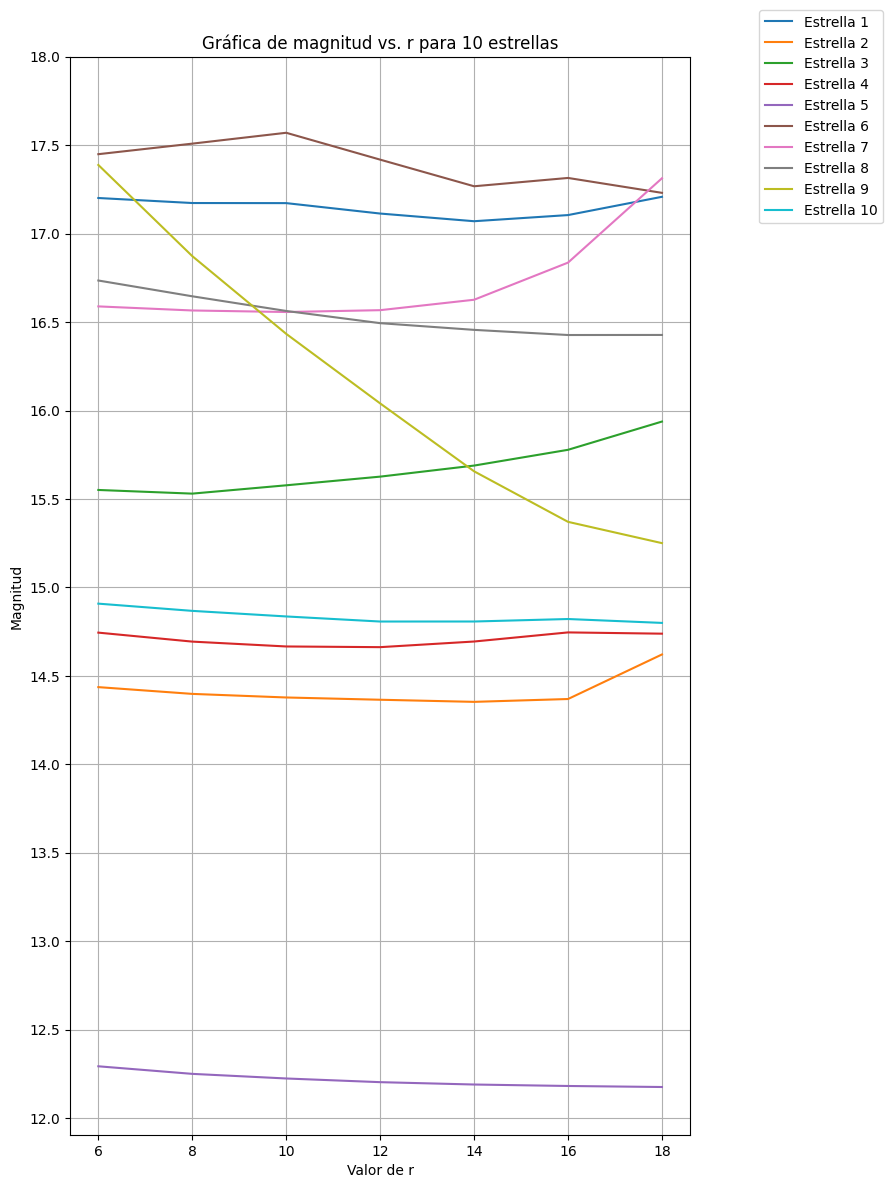 Gráfica de magnitud vs. r para 10 estrellas
Estrella 1
Estrella 2
Estrella 3
Estrella 4
Estrella 5
Estrella 6
Estrella 7
Estrella 8
Estrella 9
Estrella 10
18.0
17.5
17.0
16.5
16.0
15.5
15.0
14.5
14.0
13.5
13.0
12.5
12.0
Magnitud
6 8 10 12 14 16 18
Valor de r